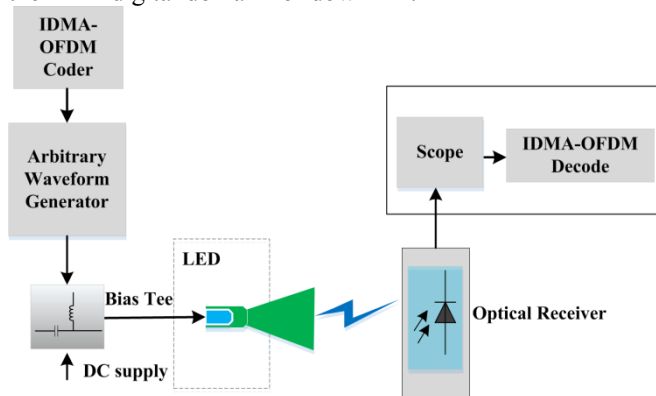 IDMA-
OFDM
Coder
Arbitrary
Waveform
Generator
Bias Tee
DC supply
LED
Scope
IDMA-OFDM
Decode
Optical Receiver